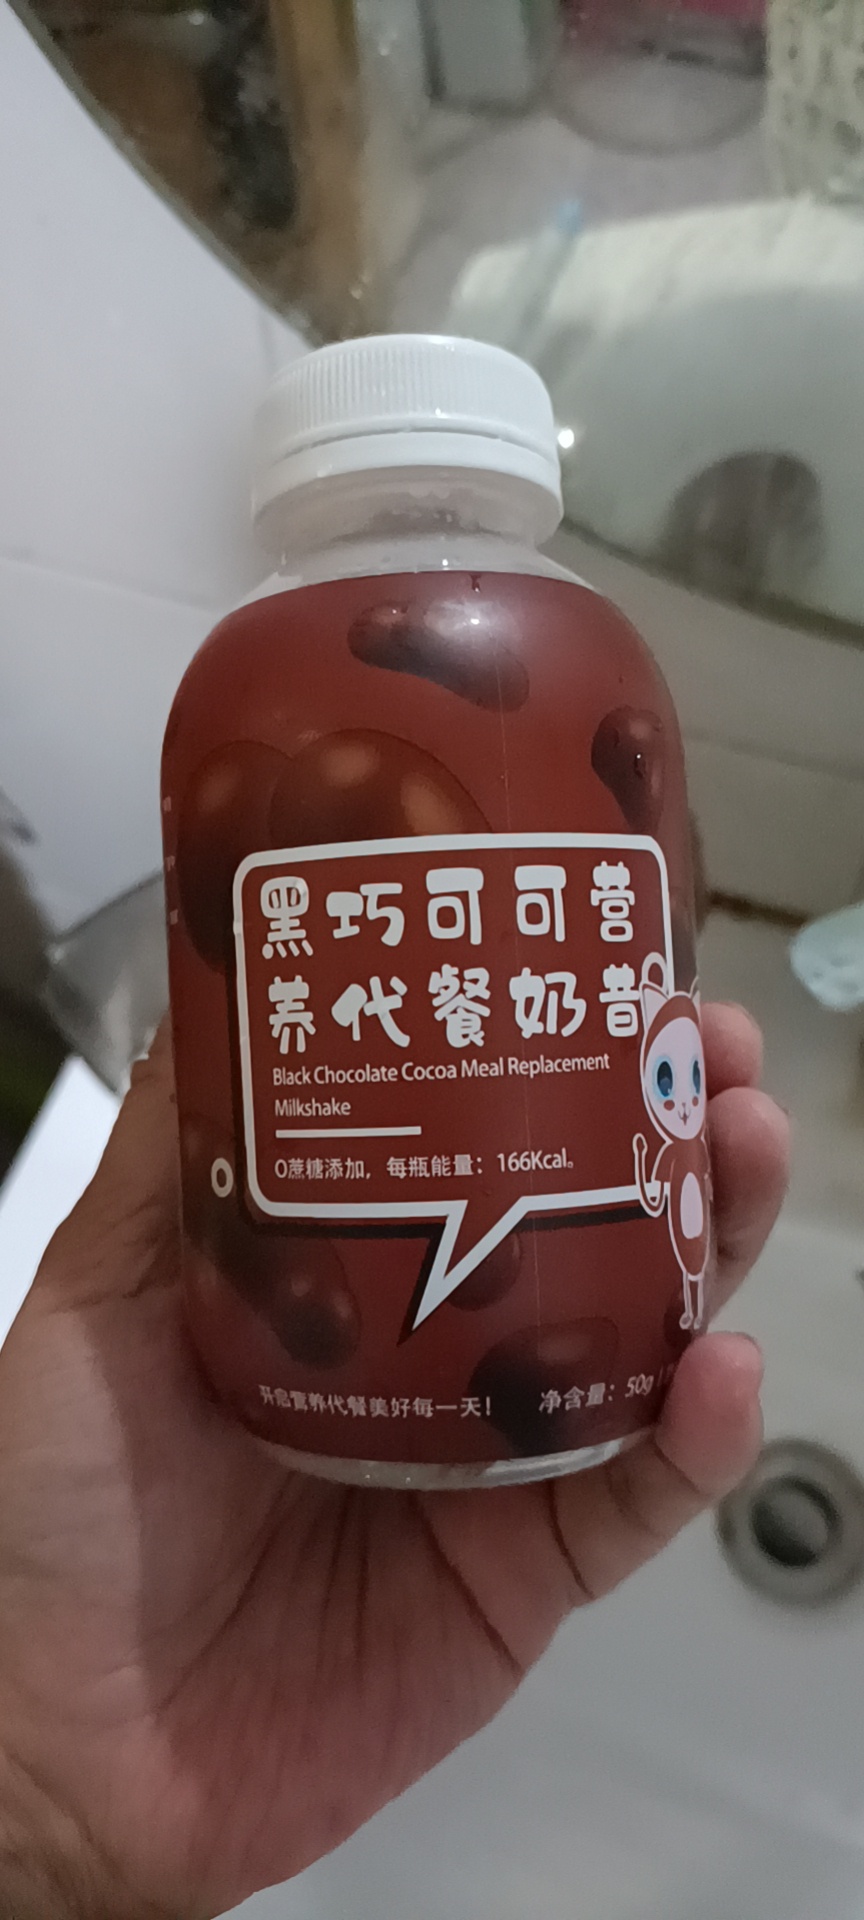 黑巧可可营
养代餐奶昔
Black Chocolate Cocoa Meal Replacement
Milkshake
0蔗糖添加，每瓶能量：166Kcal。
开启营养代餐美好每一天！
净含量：50g